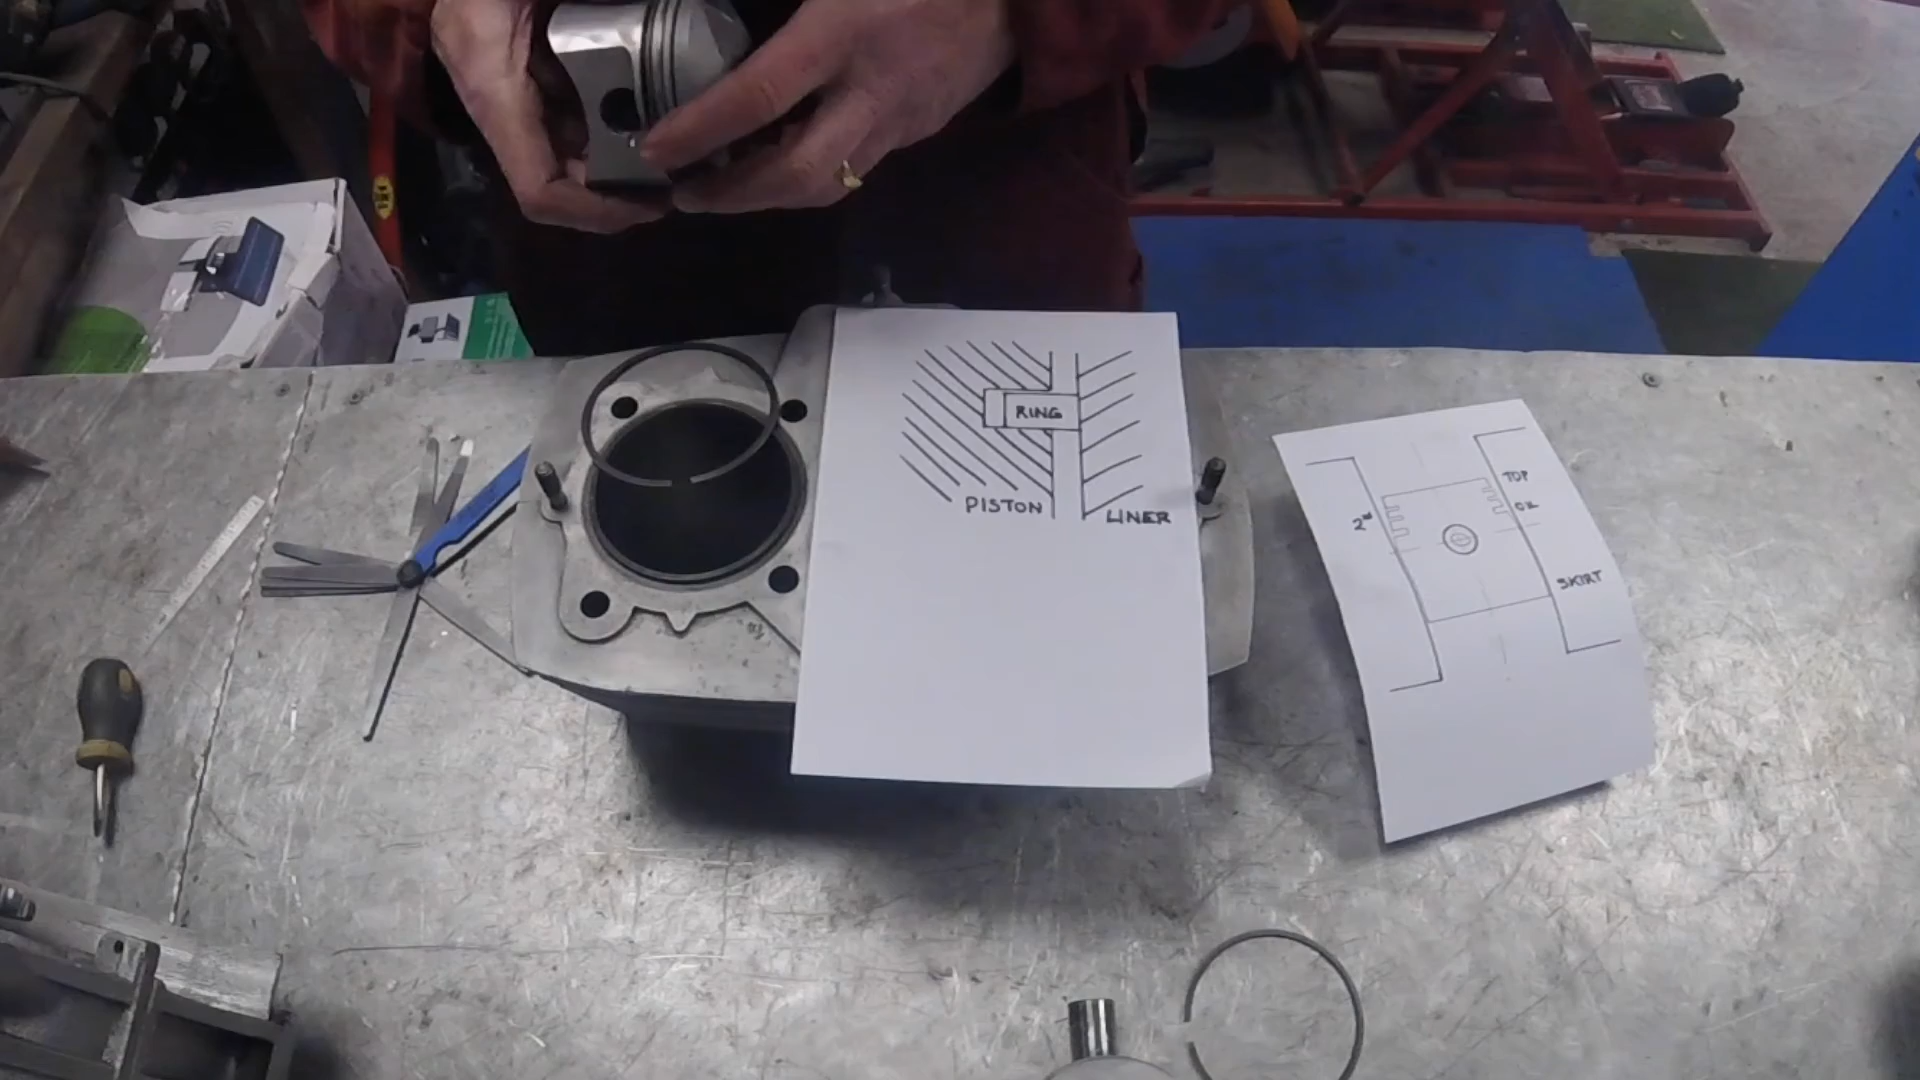 RING
PISTON
LINER
TOP
2nd
OIL
SKIRT